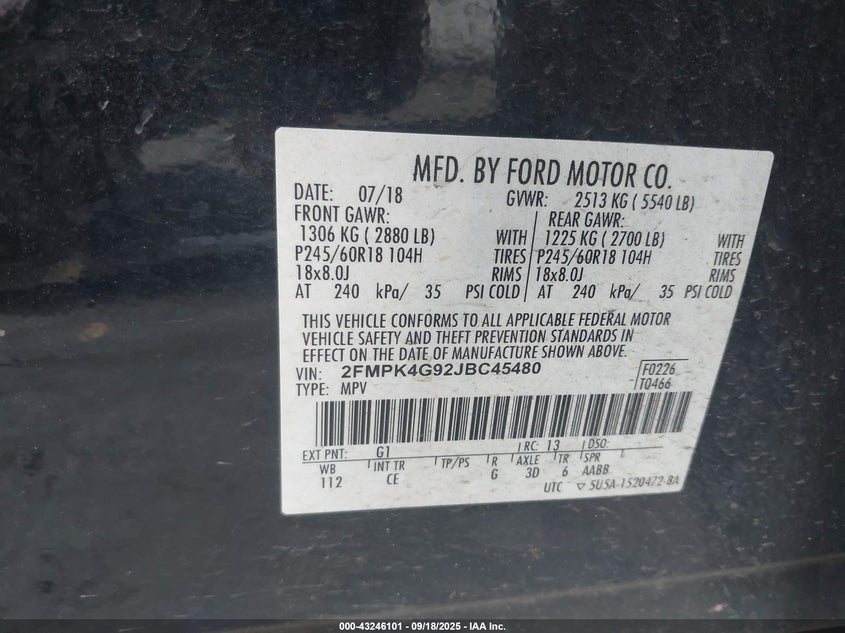 MFD. BY FORD MOTOR CO.
DATE: 07/18 GVWR: 2513 KG ( 5540 LB)
FRONT GAWR: REAR GAWR:
1306 KG ( 2880 LB) WITH 1225 KG ( 2700 LB) WITH
P245/60R18 104H TIRES P245/60R18 104H TIRES
18x8.0J RIMS 18x8.0J RIMS
AT 240 kPa/ 35 PSI COLD AT 240 kPa/ 35 PSI COLD
THIS VEHICLE CONFORMS TO ALL APPLICABLE FEDERAL MOTOR
VEHICLE SAFETY AND THEFT PREVENTION STANDARDS IN
EFFECT ON THE DATE OF MANUFACTURE SHOWN ABOVE.
VIN: 2FMPK4G92JBC45480 F0226
TYPE: MPV T0466
EXT PNT: G1 RC: 13 DSO:
WB INT TR TP/PS R AXLE TR SPR
112 CE G 3D 6 AABB
UTC ▽ 5U5A-1520472-BA
000-43246101 - 09/18/2025 - IAA Inc.